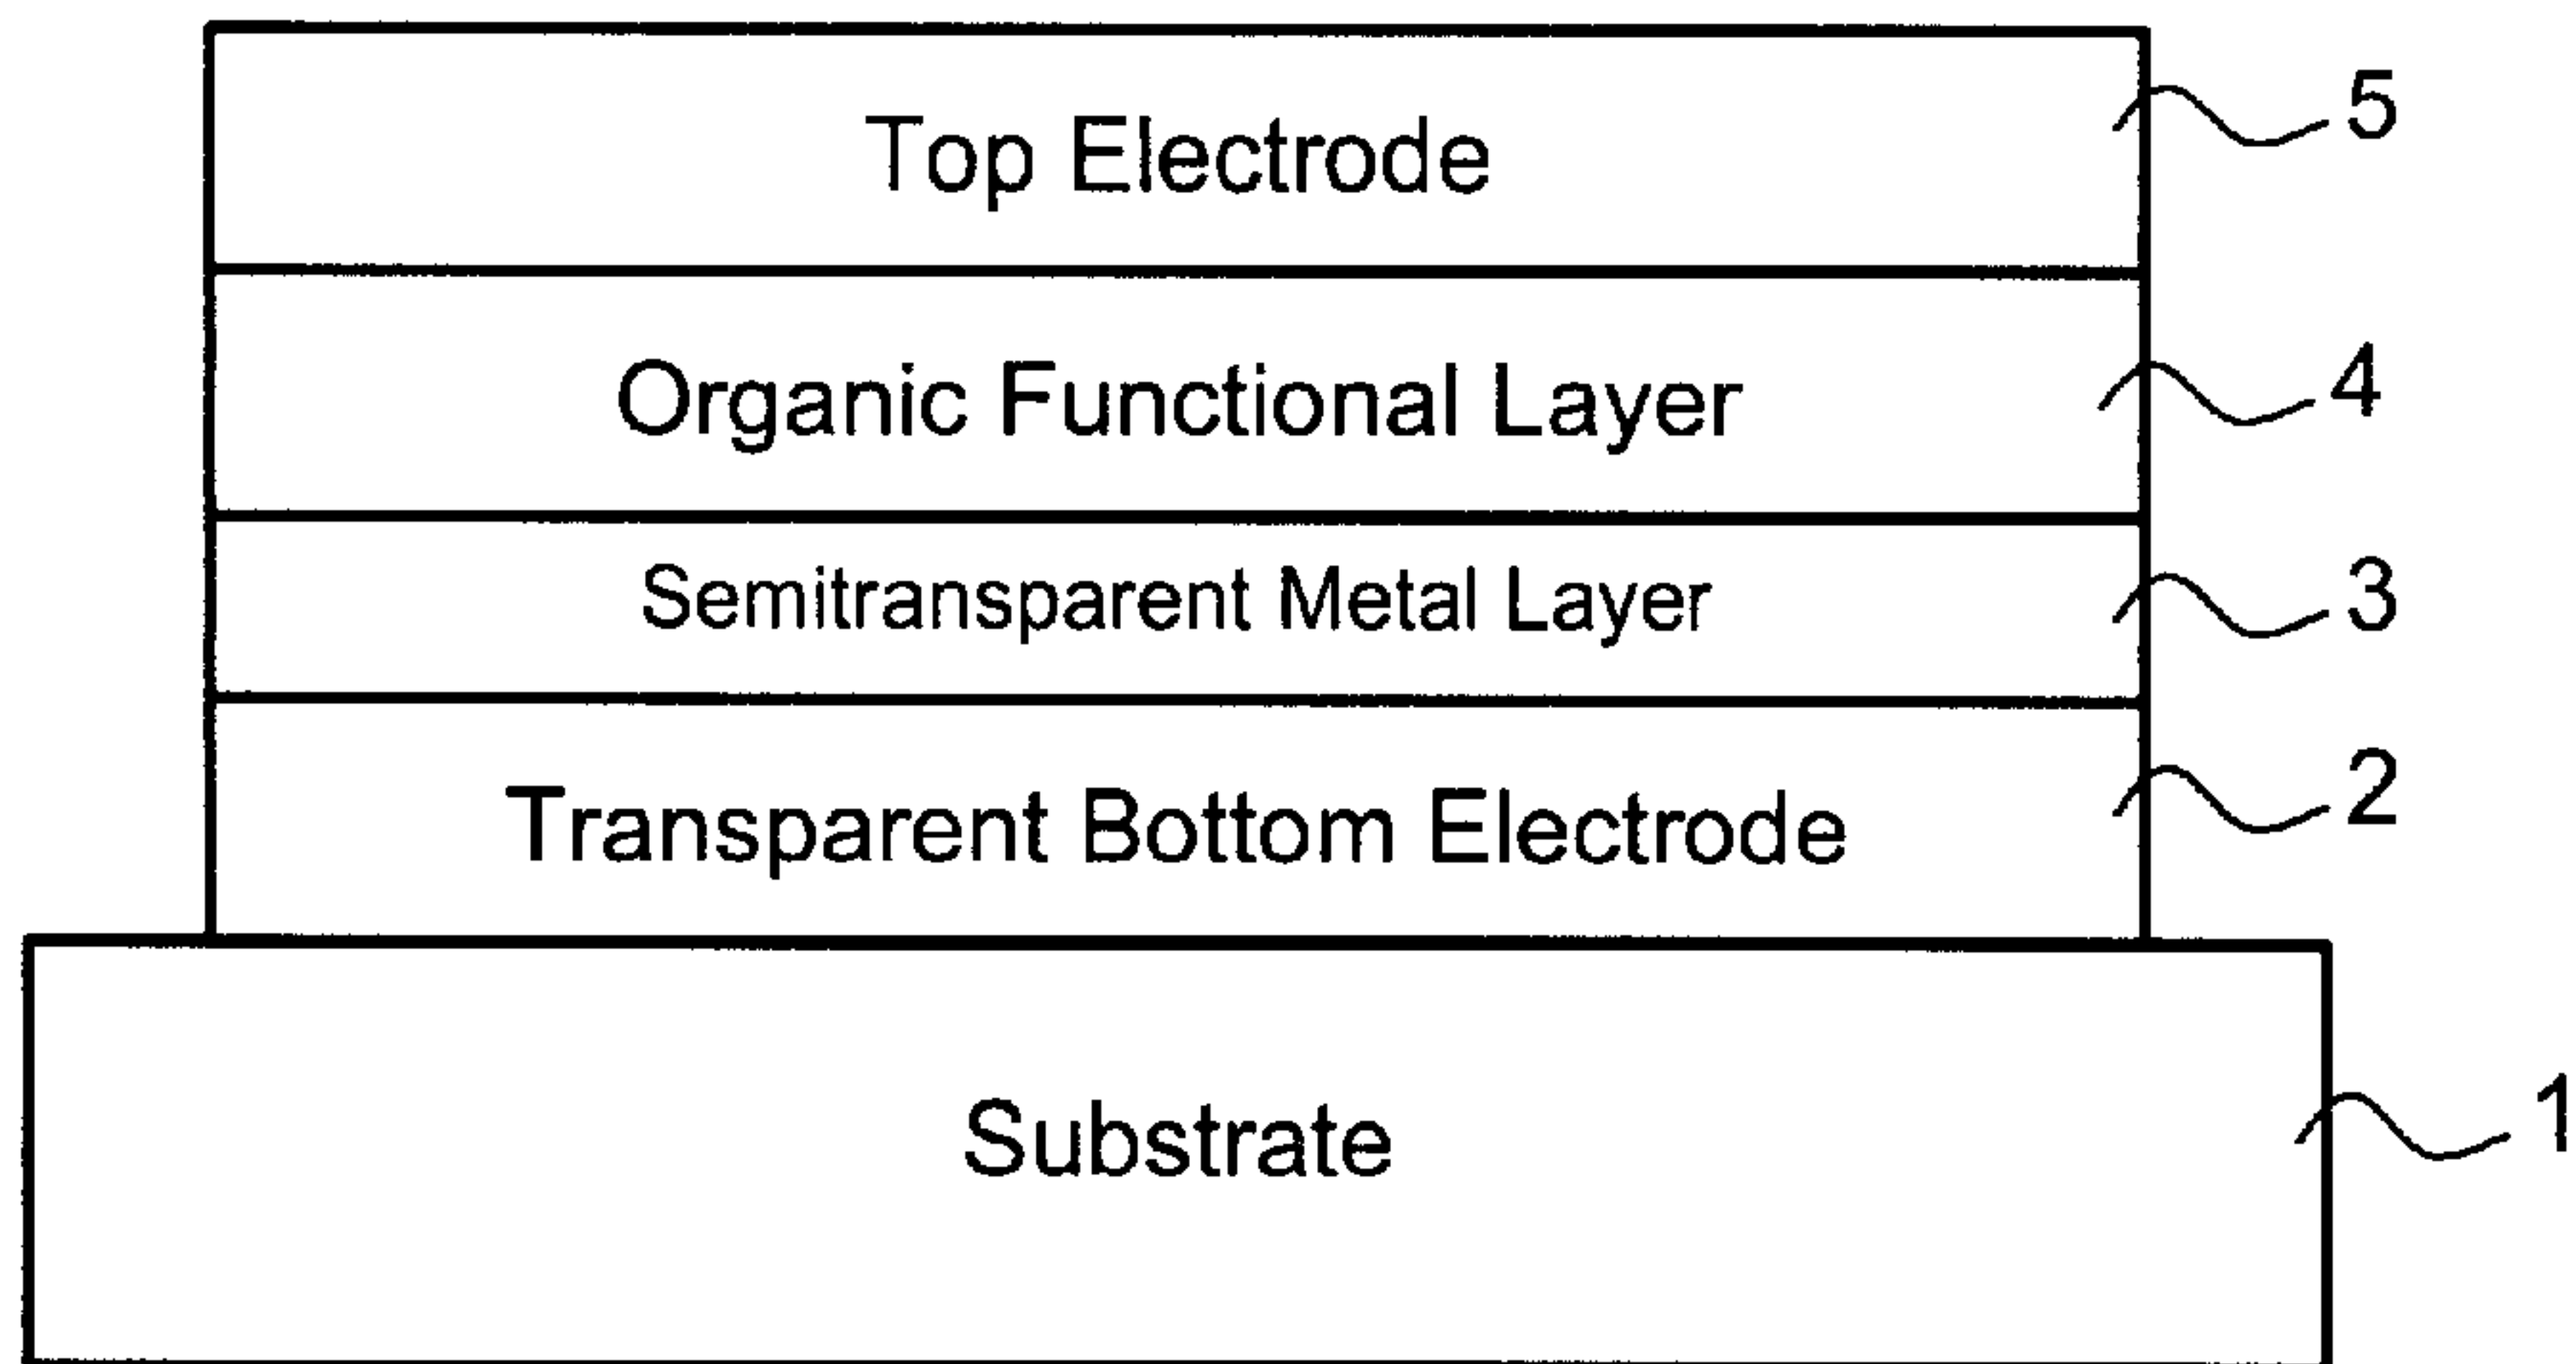 Top Electrode 5
Organic Functional Layer 4
Semitransparent Metal Layer 3
Transparent Bottom Electrode 2
Substrate 1